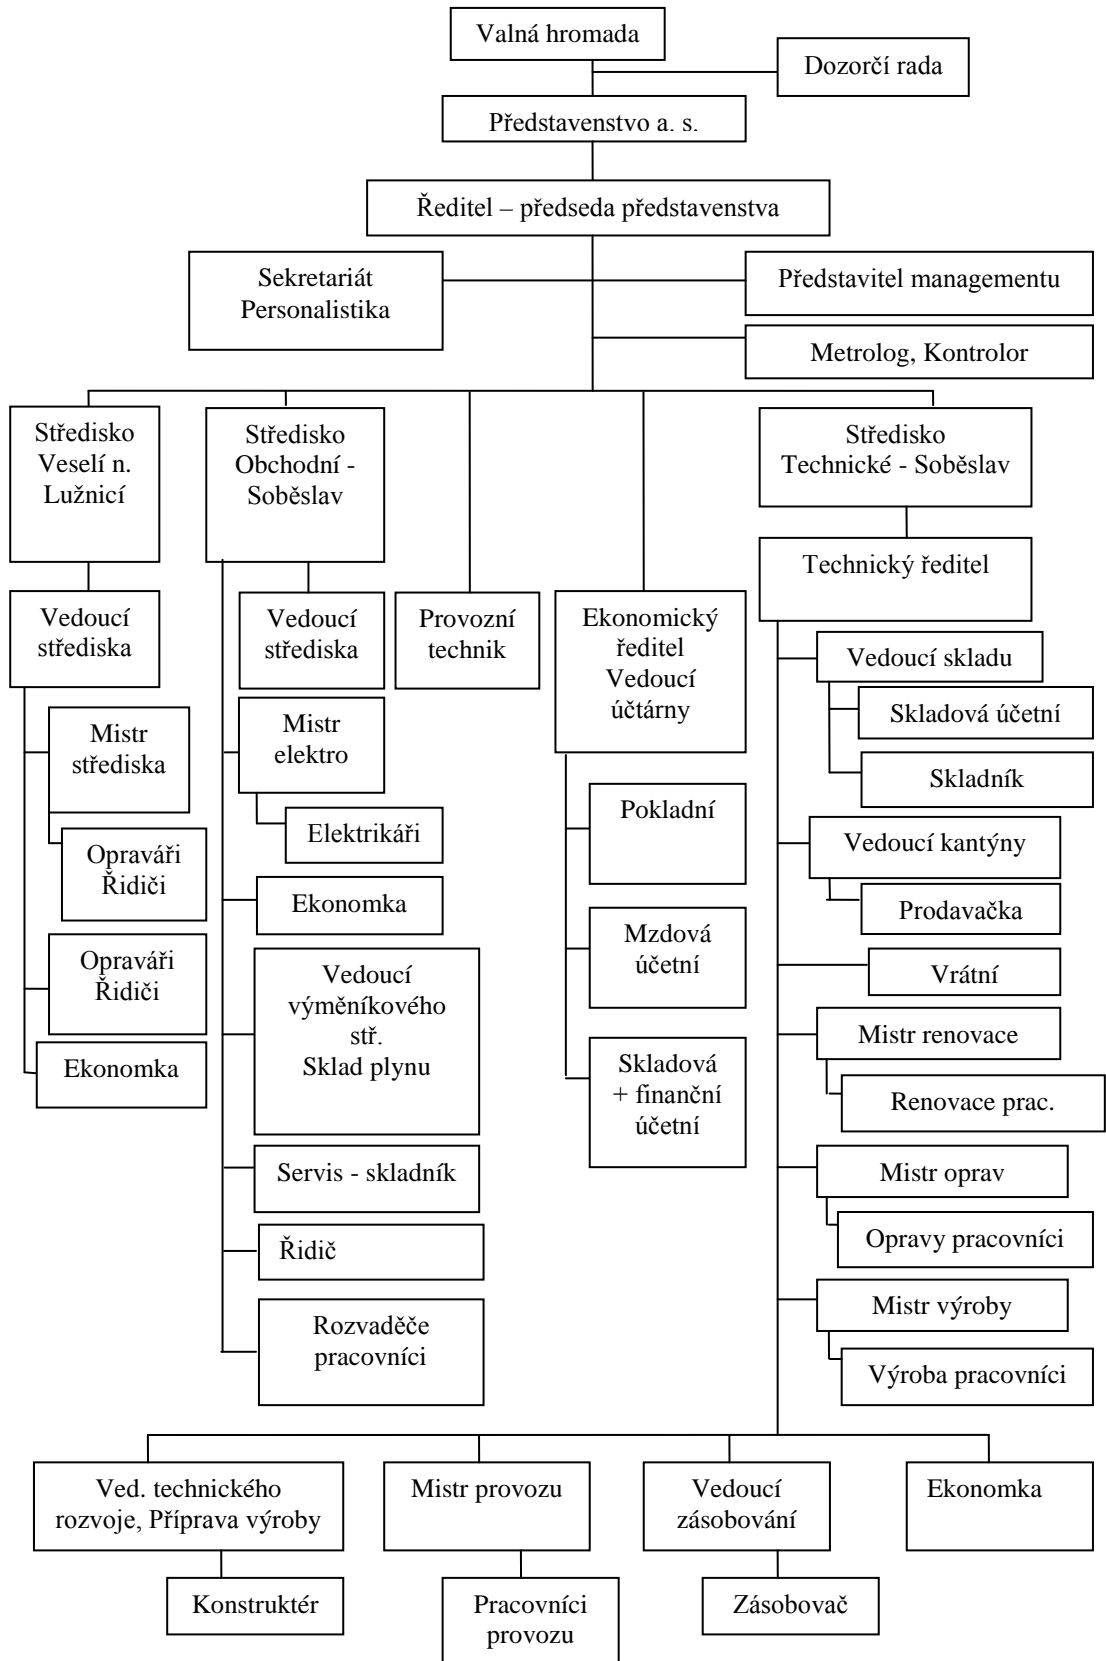 Valná hromada
Dozorčí rada
Představenstvo a. s.
Ředitel – předseda představenstva
Sekretariát
Personalistika
Představitel managementu
Metrolog, Kontrolor
Středisko
Veselí n.
Lužnicí
Středisko
Obchodní -
Soběslav
Středisko
Technické - Soběslav
Technický ředitel
Vedoucí
střediska
Vedoucí
střediska
Provozní
technik
Ekonomický
ředitel
Vedoucí
účtárny
Vedoucí skladu
Skladová účetní
Skladník
Mistr
střediska
Mistr
elektro
Elektrikáři
Pokladní
Opraváři
Řidiči
Vedoucí kantýny
Prodavačka
Ekonomka
Opraváři
Řidiči
Vedoucí
výměníkového
stř.
Sklad plynu
Mzdová
účetní
Vrátní
Mistr renovace
Ekonomka
Skladová
+ finanční
účetní
Renovace prac.
Servis - skladník
Mistr oprav
Opravy pracovníci
Řidič
Mistr výroby
Rozvaděče
pracovníci
Výroba pracovníci
Ved. technického
rozvoje, Příprava výroby
Mistr provozu
Vedoucí
zásobování
Ekonomka
Konstruktér
Pracovníci
provozu
Zásobovač